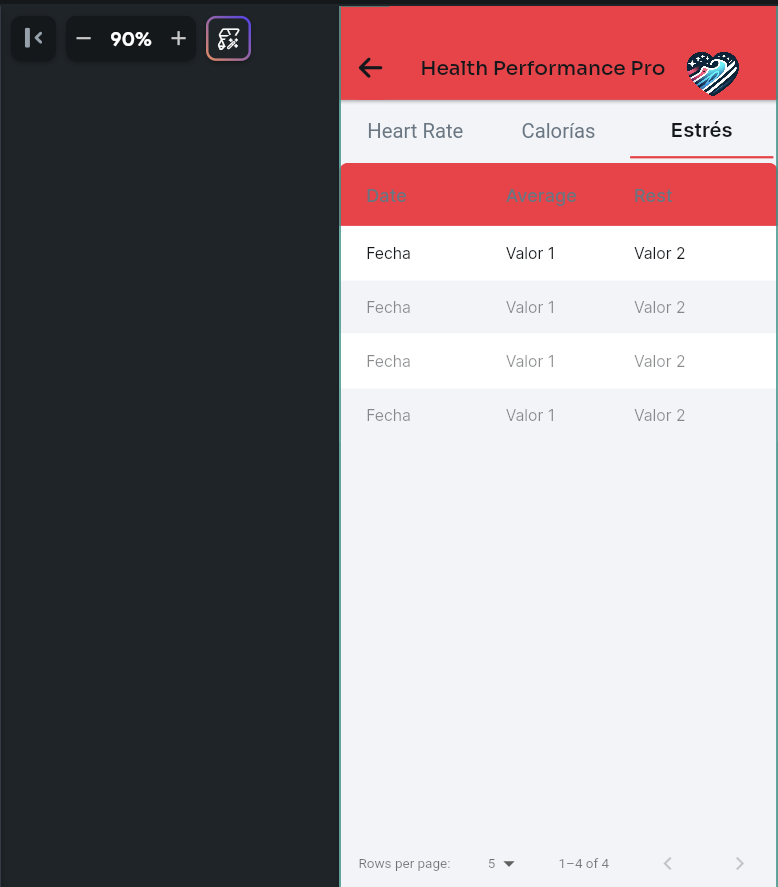 90%
Health Performance Pro
Heart Rate Calorías Estrés
Date Average Rest
Fecha Valor 1 Valor 2
Fecha Valor 1 Valor 2
Fecha Valor 1 Valor 2
Fecha Valor 1 Valor 2
Rows per page: 5 1–4 of 4